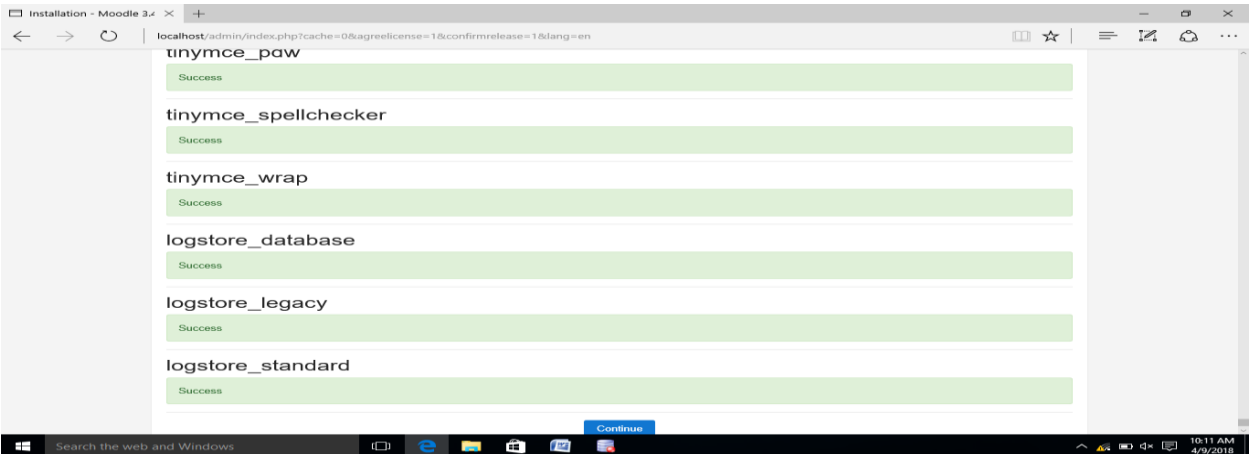 Installation - Moodle 3.4
localhost/admin/index.php?cache=0&agreelicense=1&confirmrelease=1&lang=en
tinymce_pdw
Success
tinymce_spellchecker
Success
tinymce_wrap
Success
logstore_database
Success
logstore_legacy
Success
logstore_standard
Success
Continue
Search the web and Windows
10:11 AM
4/9/2018